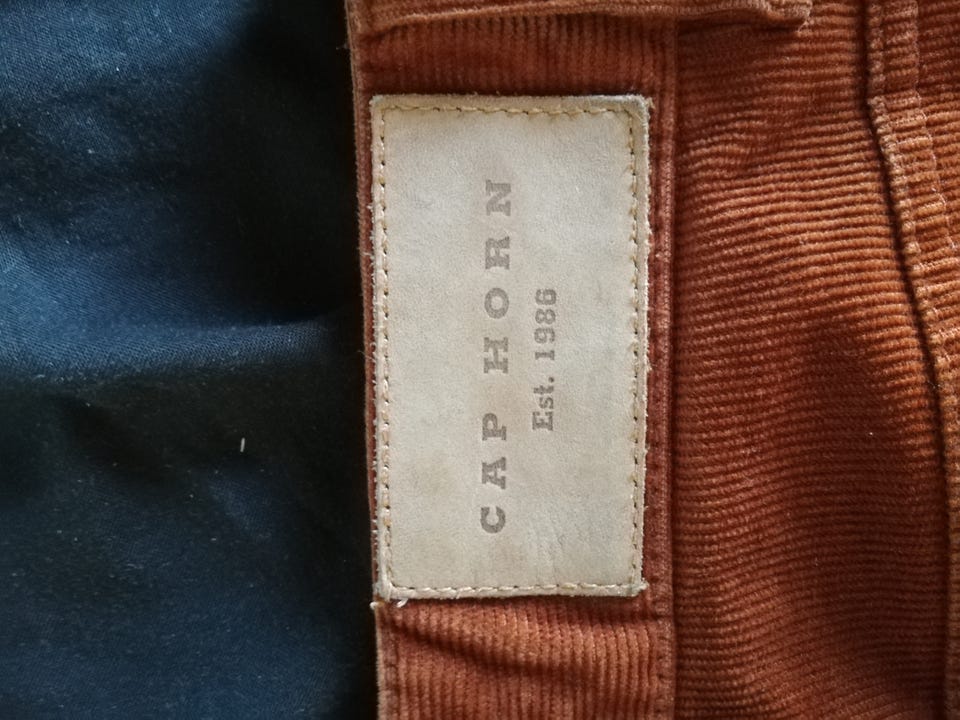 CAP HORN
Est. 1986